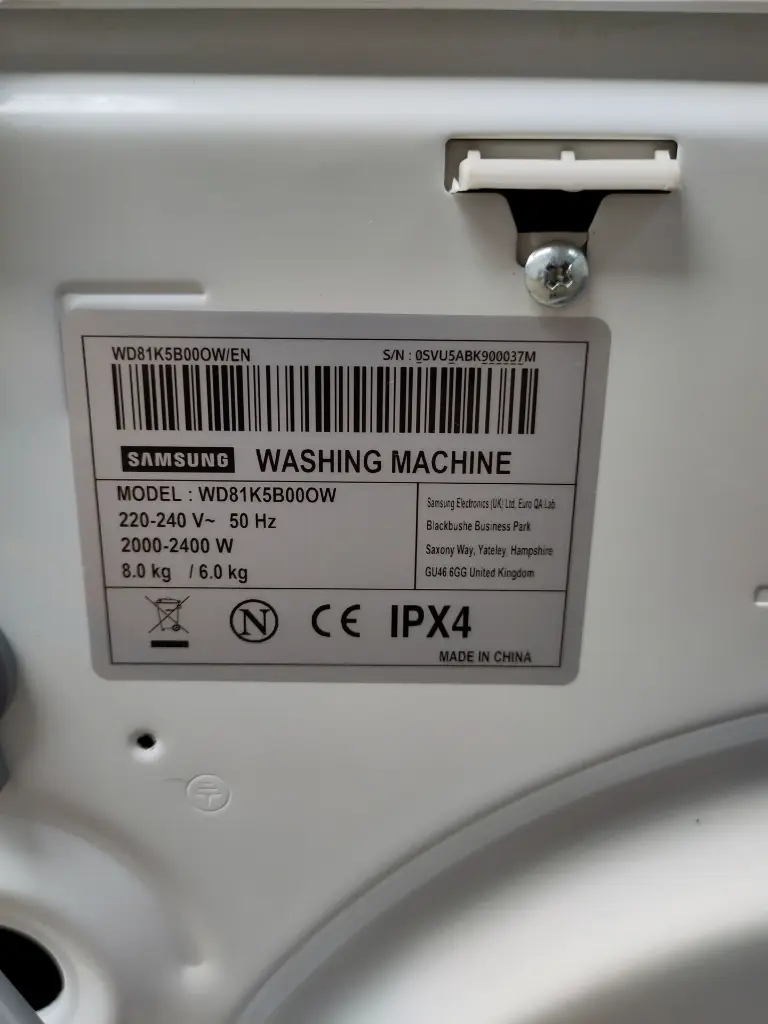 WD81K5B00OW/EN S/N : 0SVU5ABK900037M
SAMSUNG WASHING MACHINE
MODEL : WD81K5B00OW
220-240 V~ 50 Hz
2000-2400 W
8.0 kg / 6.0 kg
Samsung Electronics (UK) Ltd, Euro QA Lab
Blackbushe Business Park
Saxony Way, Yateley, Hampshire
GU46 6GG United Kingdom
N CE IPX4
MADE IN CHINA